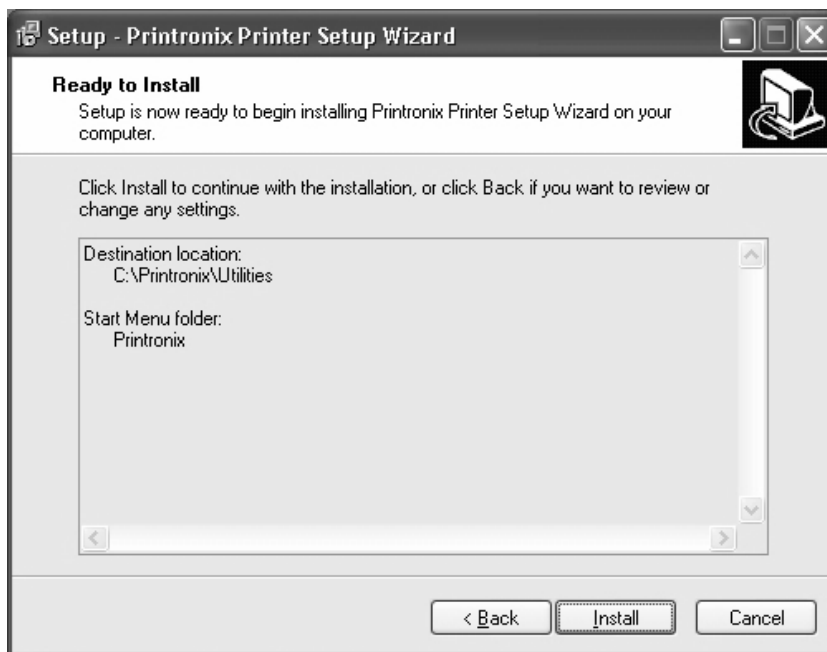 Setup - Printronix Printer Setup Wizard
Ready to Install
Setup is now ready to begin installing Printronix Printer Setup Wizard on your
computer.
Click Install to continue with the installation, or click Back if you want to review or
change any settings.
Destination location:
C:\Printronix\Utilities
Start Menu folder:
Printronix
< Back
Install
Cancel